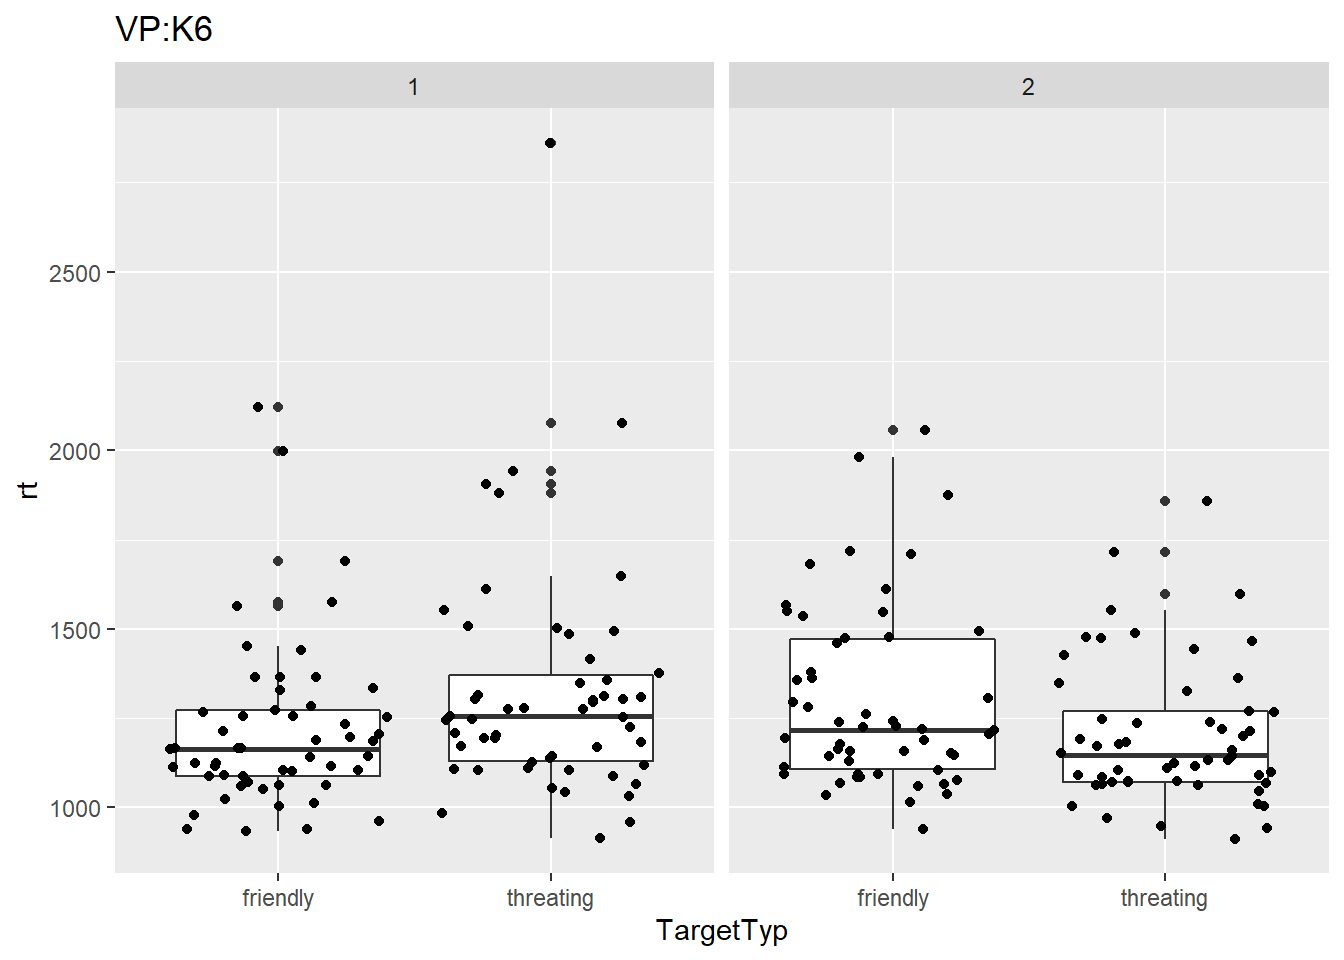 VP:K6
1
2
rt
2500
2000
1500
1000
friendly
threating
friendly
threating
TargetTyp